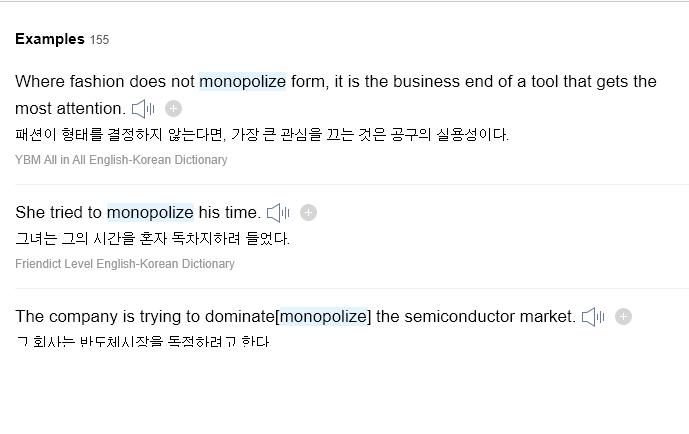 Examples 155
Where fashion does not monopolize form, it is the business end of a tool that gets the
most attention.
패션이 형태를 결정하지 않는다면, 가장 큰 관심을 끄는 것은 공구의 실용성이다.
YBM All in All English-Korean Dictionary
She tried to monopolize his time.
그녀는 그의 시간을 혼자 독차지하려 들었다.
Friendict Level English-Korean Dictionary
The company is trying to dominate[monopolize] the semiconductor market.
그 회사는 반도체시장을 독점하려고 한다